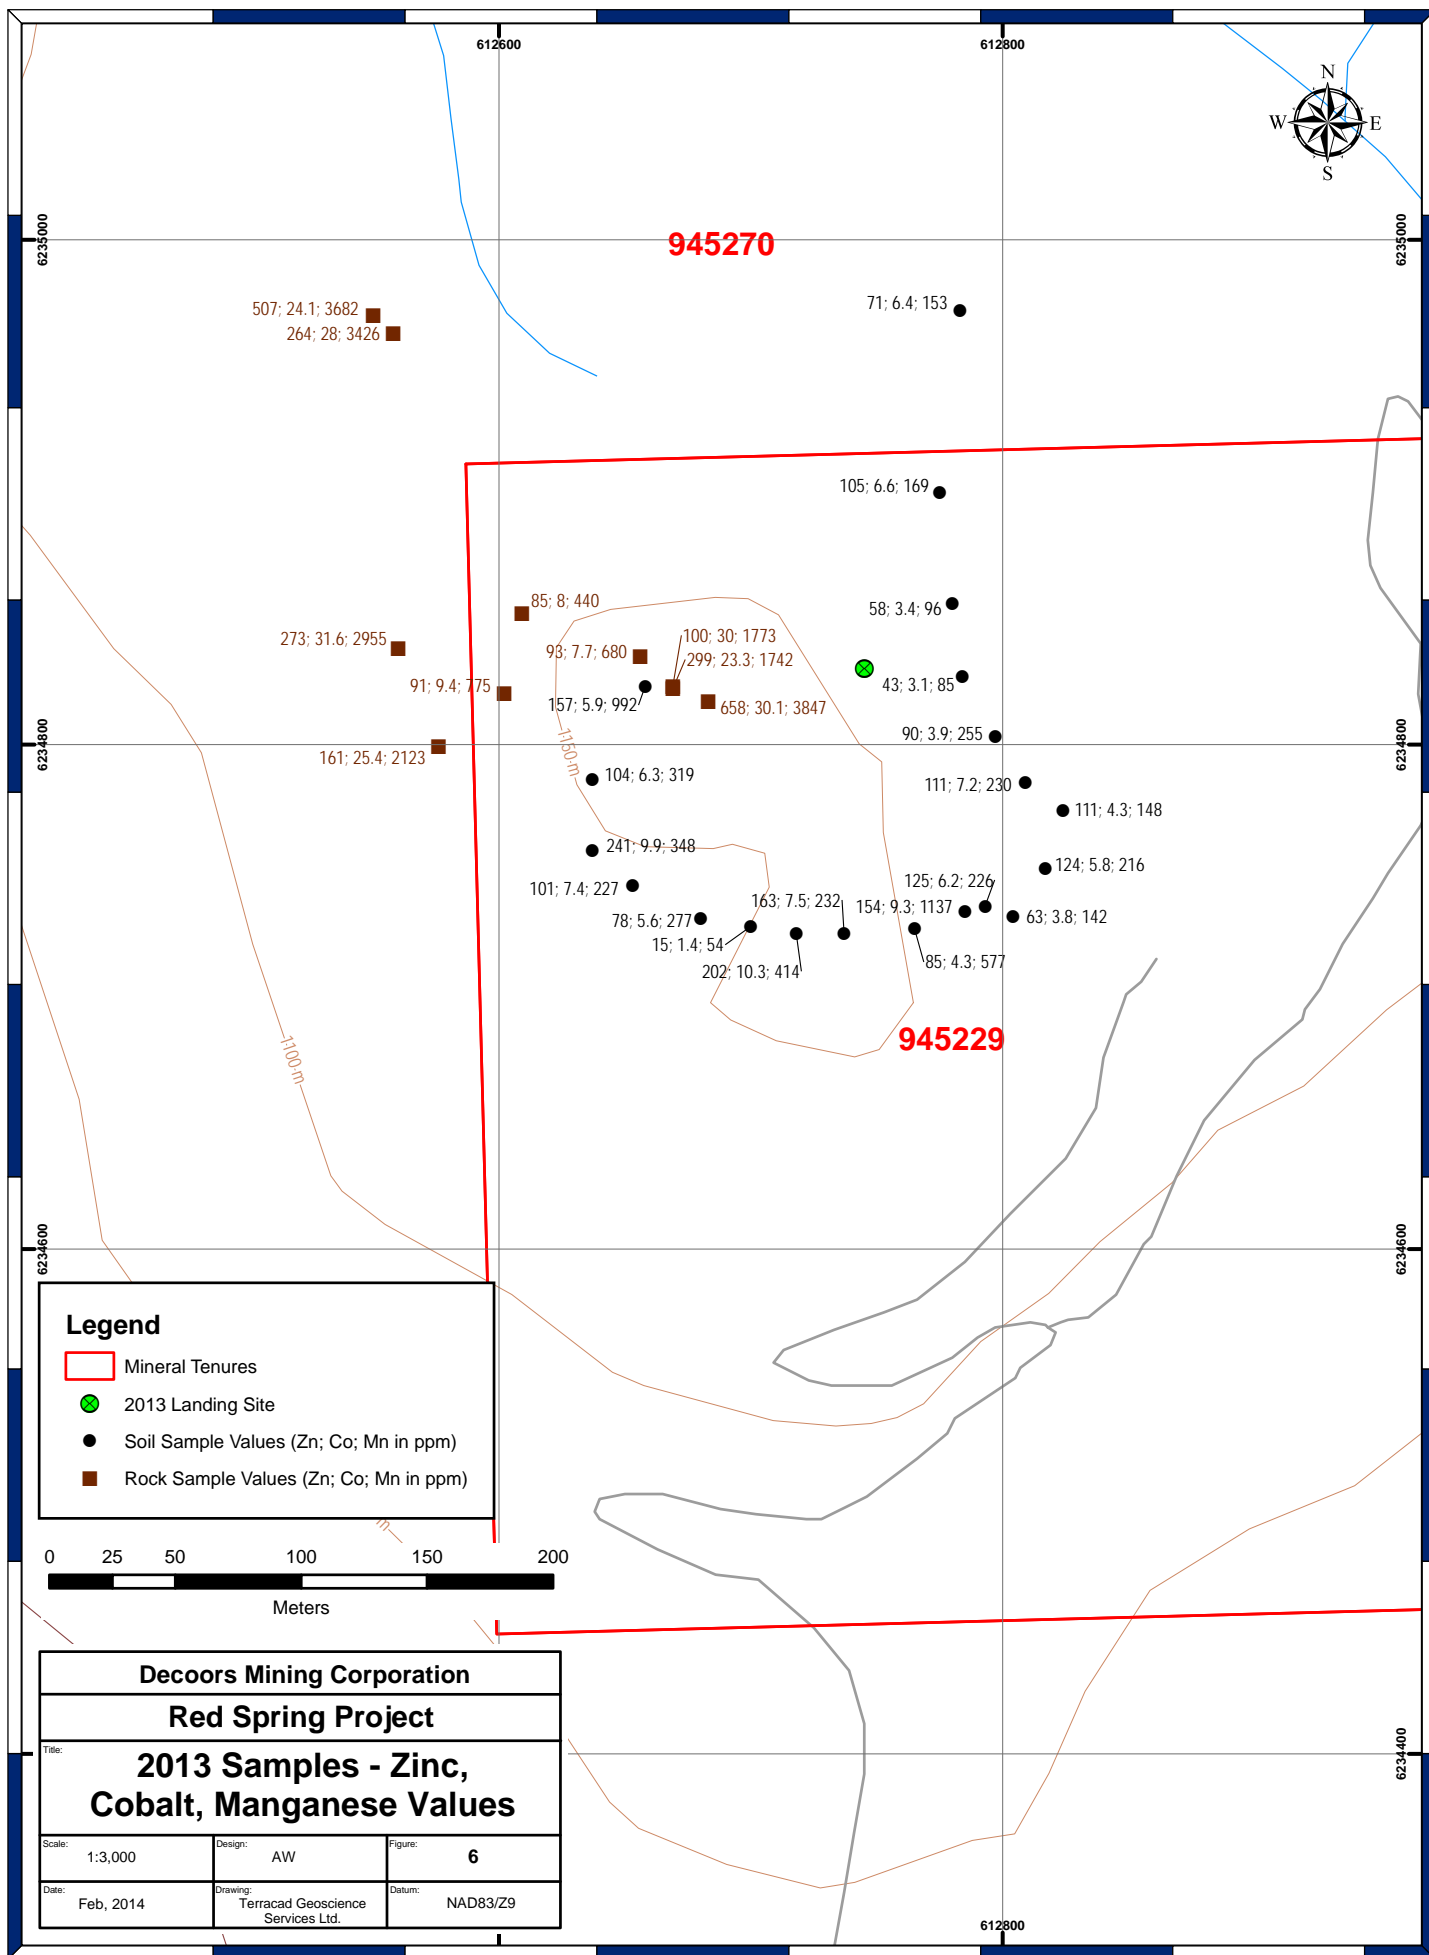 612600
612800
N
W
E
S
6235000
945270
6235000
507; 24.1; 3682
264; 28; 3426
71; 6.4; 153
105; 6.6; 169
85; 8; 440
58; 3.4; 96
273; 31.6; 2955
93; 7.7; 680
100; 30; 1773
299; 23.3; 1742
91; 9.4; 775
157; 5.9; 992
43; 3.1; 85
658; 30.1; 3847
90; 3.9; 255
6234800
6234800
161; 25.4; 2123
1150 m
104; 6.3; 319
111; 7.2; 230
111; 4.3; 148
241; 9.9; 348
124; 5.8; 216
101; 7.4; 227
125; 6.2; 226
163; 7.5; 232
154; 9.3; 1137
78; 5.6; 277
63; 3.8; 142
15; 1.4; 54
202; 10.3; 414
85; 4.3; 577
945229
1100 m
6234600
6234600
Legend
Mineral Tenures
2013 Landing Site
Soil Sample Values (Zn; Co; Mn in ppm)
Rock Sample Values (Zn; Co; Mn in ppm)
m
0 25 50 100 150 200
Meters
Decoors Mining Corporation
Red Spring Project
Title:
2013 Samples - Zinc,
Cobalt, Manganese Values
6234400
Scale:
1:3,000
Design:
AW
Figure:
6
Date:
Feb, 2014
Drawing:
Terracad Geoscience
Services Ltd.
Datum:
NAD83/Z9
612800